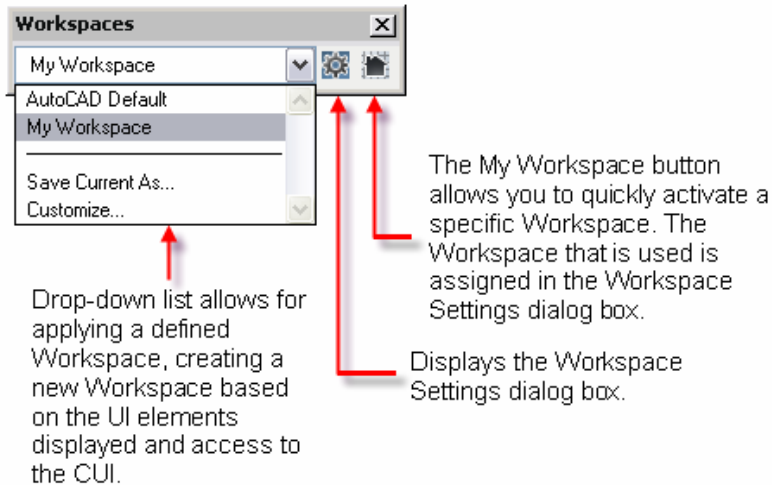 Workspaces
My Workspace
AutoCAD Default
My Workspace
Save Current As...
Customize...
The My Workspace button
allows you to quickly activate a
specific Workspace. The
Workspace that is used is
assigned in the Workspace
Settings dialog box.
Drop-down list allows for
applying a defined
Workspace, creating a
new Workspace based
on the UI elements
displayed and access to
the CUI.
Displays the Workspace
Settings dialog box.